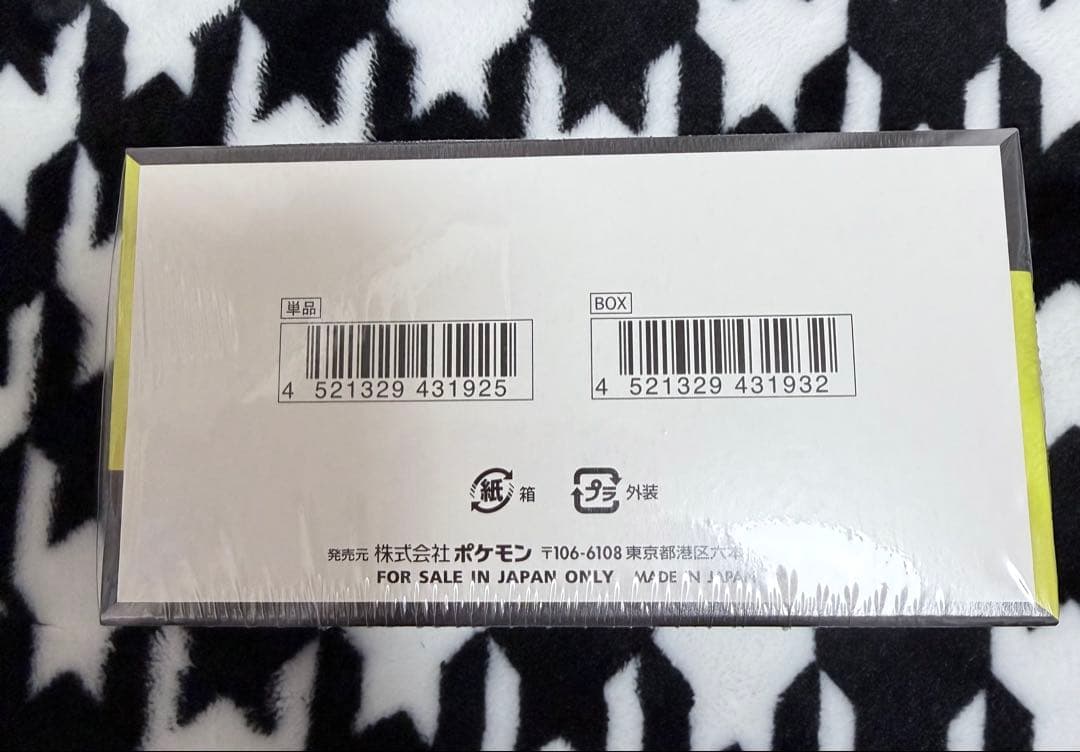 単品
4 521329 431925
BOX
4 521329 431932
紙 箱
プラ 外装
発売元 株式会社 ポケモン 〒106-6108 東京都港区六本
FOR SALE IN JAPAN ONLY MADE IN JAPAN